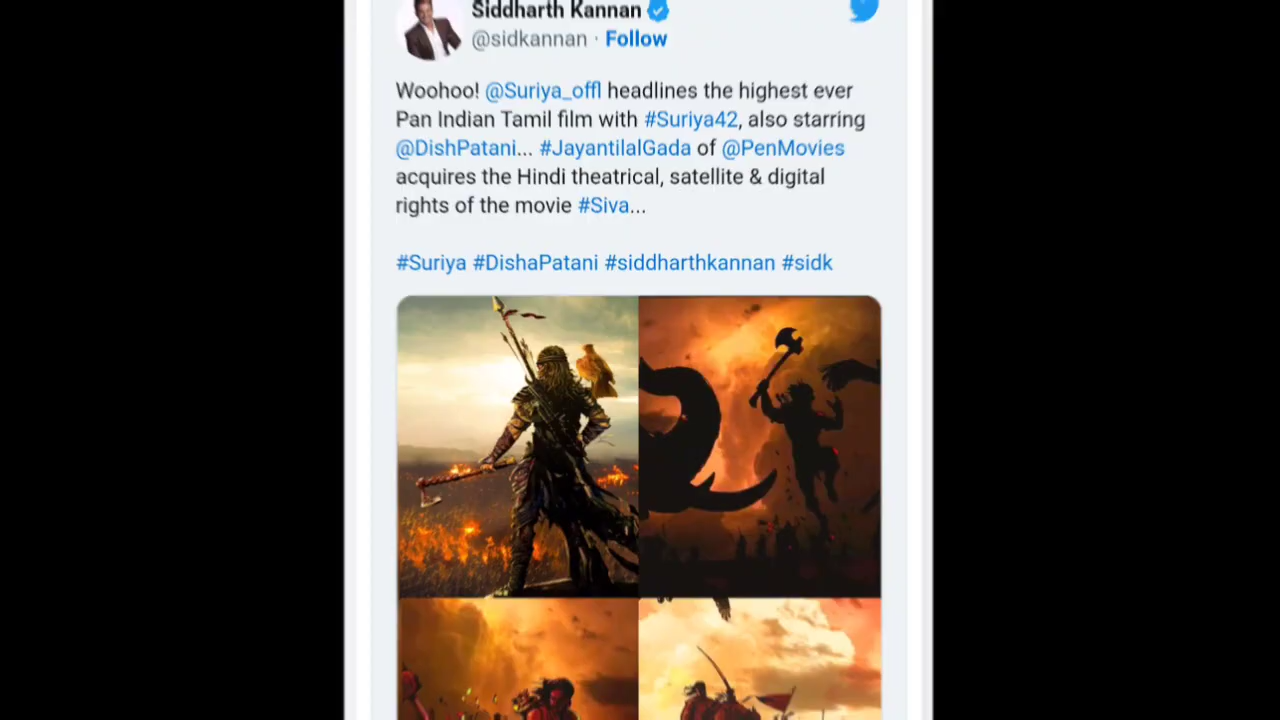 Siddharth Kannan
@sidkannan · Follow
Woohoo! @Suriya_offl headlines the highest ever
Pan Indian Tamil film with #Suriya42, also starring
@DishPatani... #JayantilalGada of @PenMovies
acquires the Hindi theatrical, satellite & digital
rights of the movie #Siva...
#Suriya #DishaPatani #siddharthkannan #sidk